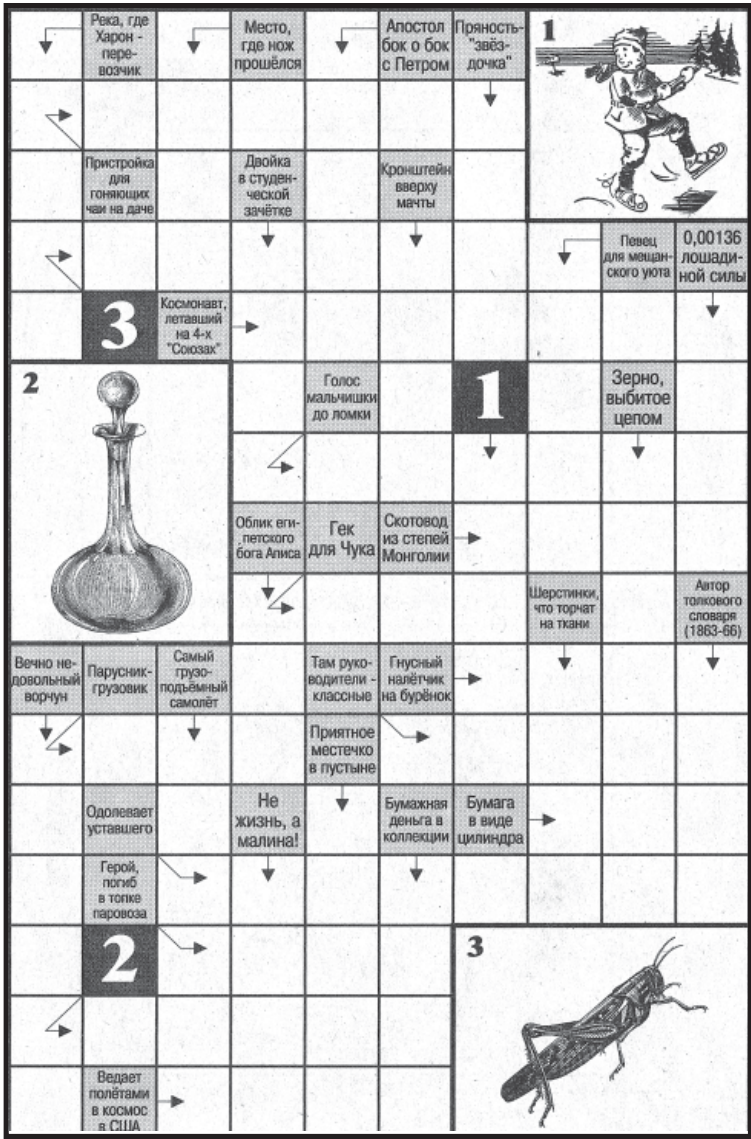 Река, где
Харон -
пере-
возчик
Место,
где нож
прошёлся
Апостол
бок о бок
с Петром
Пряность-
"звёз-
дочка"
1
Пристройка
для
гоняющих
чаи на даче
Двойка
в студен-
ческой
зачётке
Кронштейн
вверху
мачты
Певец
для мещан-
ского уюта
0,00136
лошади-
ной силы
3
Космонавт,
летавший
на 4-х
"Союзах"
2
Голос
мальчишки
до ломки
1
Зерно,
выбитое
цепом
Облик еги-
петского
бога Аписа
Гек
для Чука
Скотовод
из степей
Монголии
Шерстинки,
что торчат
на ткани
Автор
толкового
словаря
(1863-66)
Вечно не-
довольный
ворчун
Парусник-
грузовик
Самый
грузо-
подъёмный
самолёт
Там руко-
водители -
классные
Гнусный
налётчик
на бурёнок
Приятное
местечко
в пустыне
Одолевает
уставшего
Не
жизнь, а
малина!
Бумажная
деньга в
коллекции
Бумага
в виде
цилиндра
Герой,
погиб
в топке
паровоза
2
3
Ведает
полётами
в космос
в США